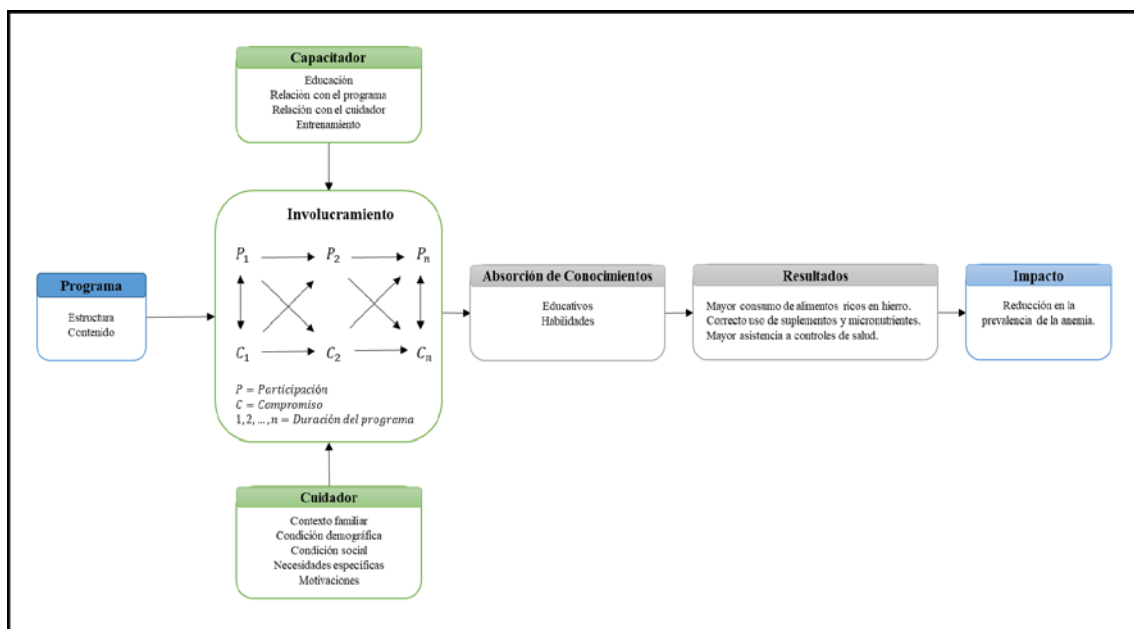 Capacitador
Educación
Relación con el programa
Relación con el cuidador
Entrenamiento
Programa
Estructura
Contenido
Involucramiento
P₁ P₂ Pₙ
C₁ C₂ Cₙ
P = Participación
C = Compromiso
1, 2, ..., n = Duración del programa
Absorción de Conocimientos
Educativos
Habilidades
Resultados
Mayor consumo de alimentos ricos en hierro.
Correcto uso de suplementos y micronutrientes.
Mayor asistencia a controles de salud.
Impacto
Reducción en la
prevalencia de la anemia.
Cuidador
Contexto familiar
Condición demográfica
Condición social
Necesidades específicas
Motivaciones